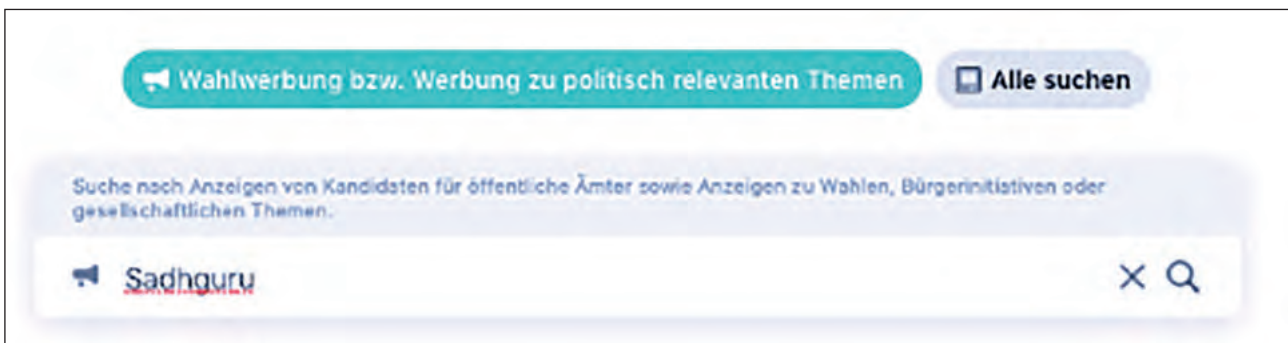 Wahlwerbung bzw. Werbung zu politisch relevanten Themen
Alle suchen
Suche nach Anzeigen von Kandidaten für öffentliche Ämter sowie Anzeigen zu Wahlen, Bürgerinitiativen oder
gesellschaftlichen Themen.
Sadhguru